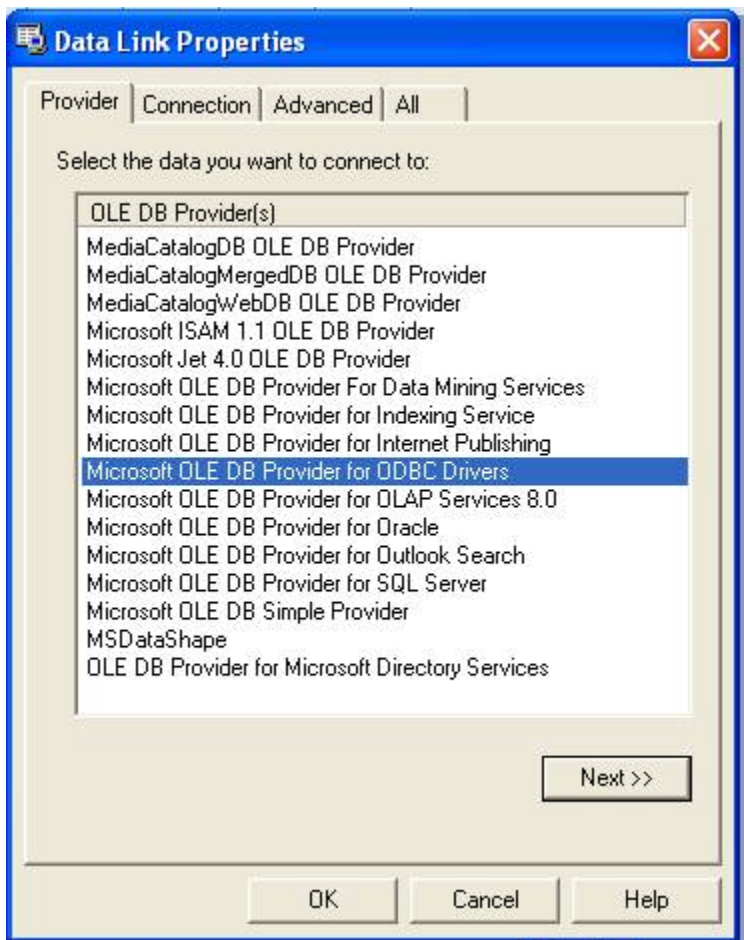 Data Link Properties
Provider Connection Advanced All
Select the data you want to connect to:
OLE DB Provider(s)
MediaCatalogDB OLE DB Provider
MediaCatalogMergedDB OLE DB Provider
MediaCatalogWebDB OLE DB Provider
Microsoft ISAM 1.1 OLE DB Provider
Microsoft Jet 4.0 OLE DB Provider
Microsoft OLE DB Provider For Data Mining Services
Microsoft OLE DB Provider for Indexing Service
Microsoft OLE DB Provider for Internet Publishing
Microsoft OLE DB Provider for ODBC Drivers
Microsoft OLE DB Provider for OLAP Services 8.0
Microsoft OLE DB Provider for Oracle
Microsoft OLE DB Provider for Outlook Search
Microsoft OLE DB Provider for SQL Server
Microsoft OLE DB Simple Provider
MSDataShape
OLE DB Provider for Microsoft Directory Services
Next >>
OK Cancel Help